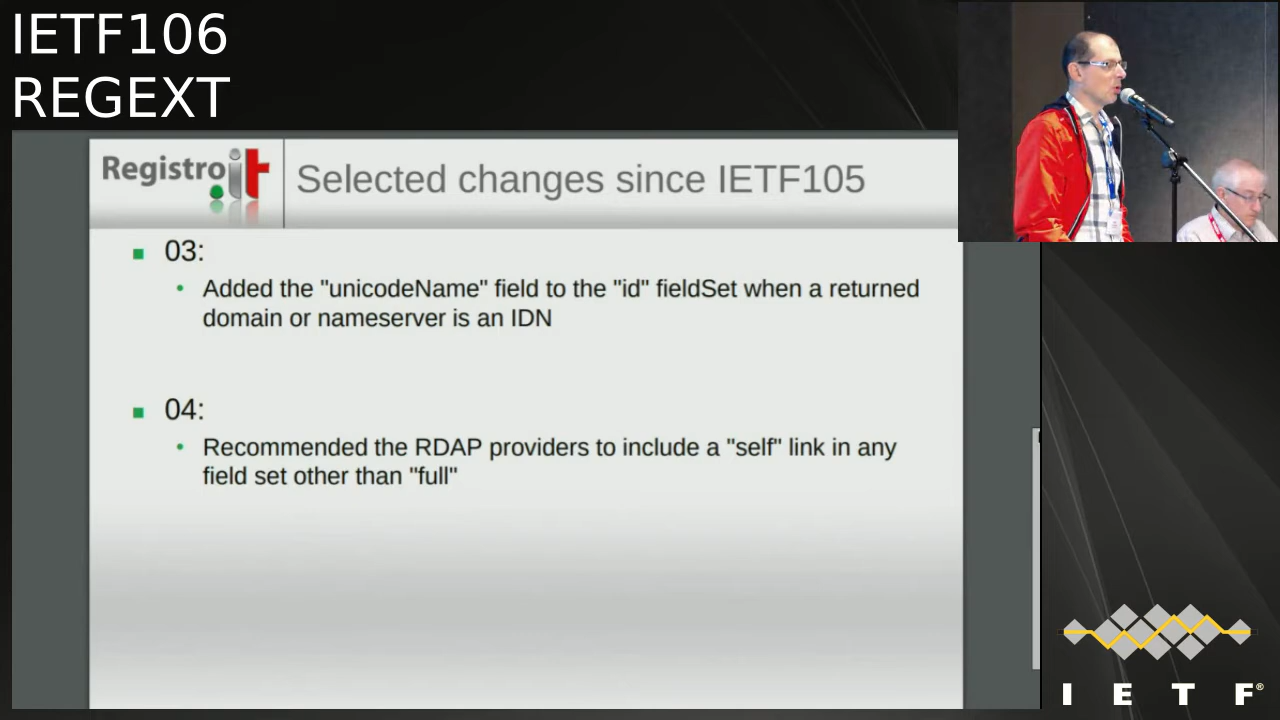 IETF106
REGEXT
Registro.it
Selected changes since IETF105
03:
Added the "unicodeName" field to the "id" fieldSet when a returned
domain or nameserver is an IDN
04:
Recommended the RDAP providers to include a "self" link in any
field set other than "full"
I E T F®